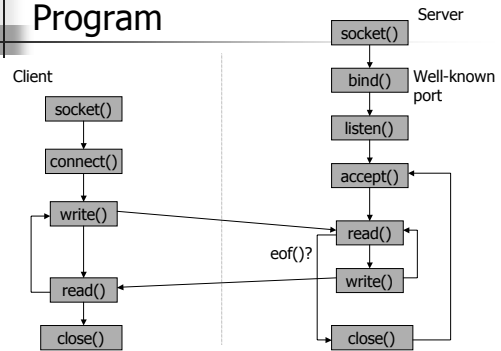 Program
Client
socket()
connect()
write()
read()
close()
Server
socket()
bind()
Well-known
port
listen()
accept()
read()
eof()?
write()
close()